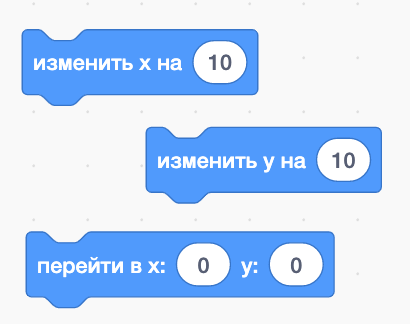 изменить х на 10
изменить у на 10
перейти в х: 0 у: 0